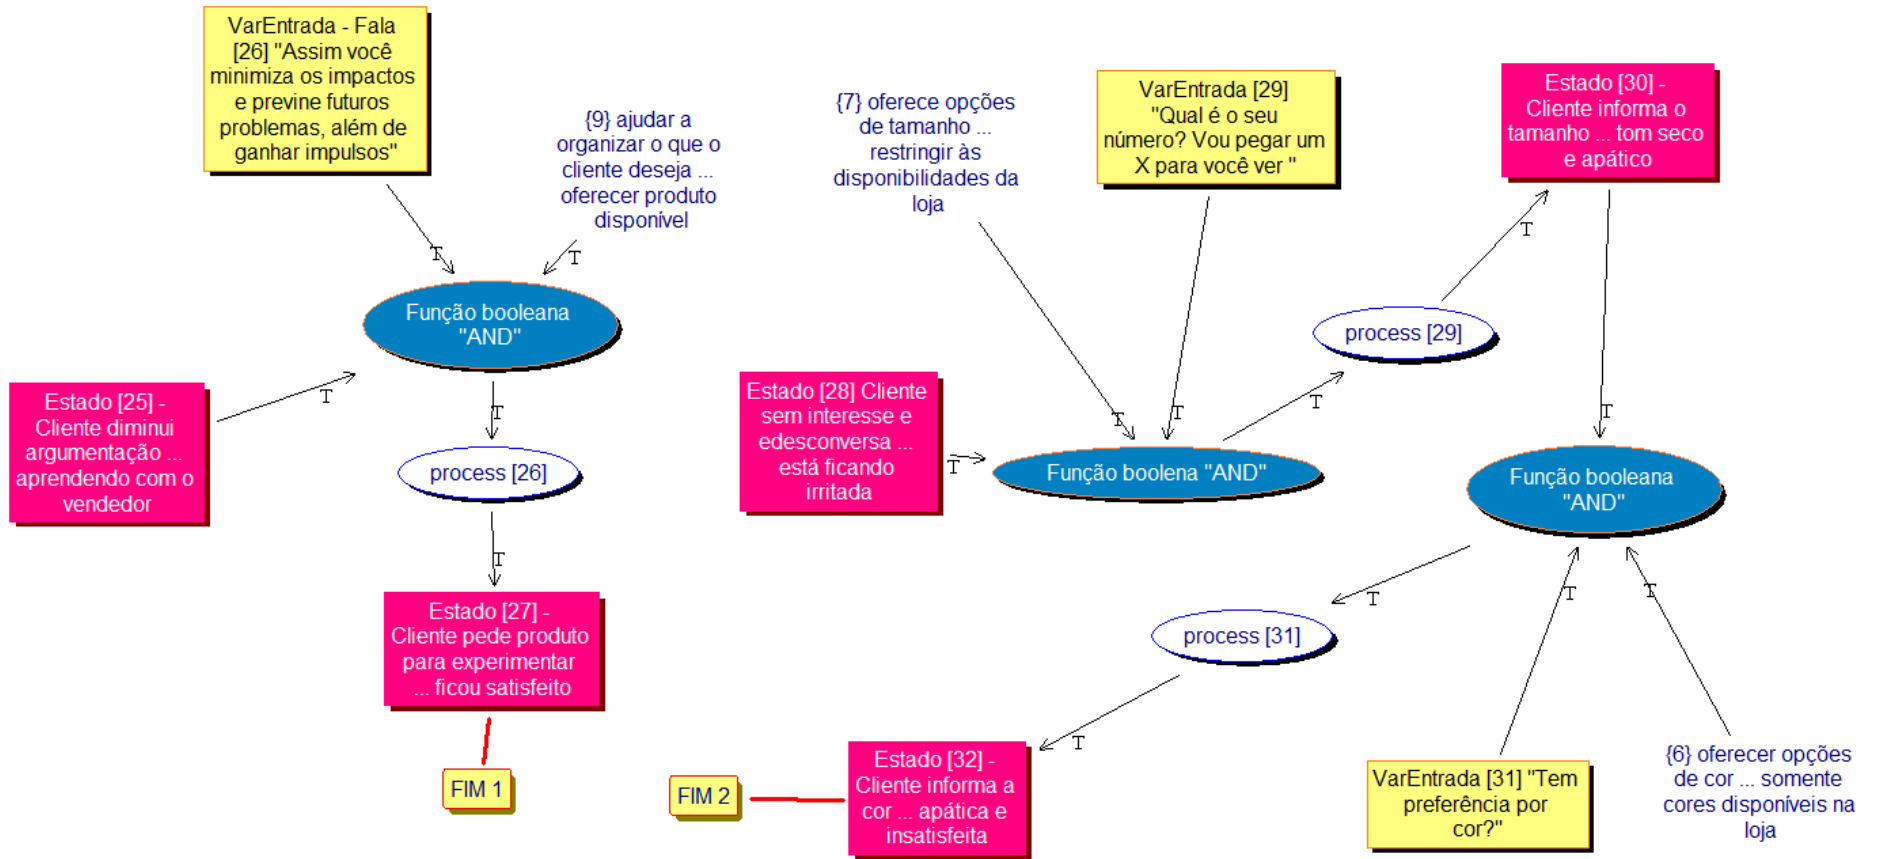 VarEntrada - Fala
[26] "Assim você
minimiza os impactos
e previne futuros
problemas, além de
ganhar impulsos"
{9} ajudar a
organizar o que o
cliente deseja ...
oferecer produto
disponível
T
T
Função booleana
"AND"
Estado [25] -
Cliente diminui
argumentação ...
aprendendo com o
vendedor
T
T
process [26]
T
Estado [27] -
Cliente pede produto
para experimentar
... ficou satisfeito
FIM 1
{7} oferece opções
de tamanho ...
restringir às
disponibilidades da
loja
VarEntrada [29]
"Qual é o seu
número? Vou pegar um
X para você ver "
Estado [30] -
Cliente informa o
tamanho ... tom seco
e apático
T
process [29]
Estado [28] Cliente
sem interesse e
edesconversa ...
está ficando
irritada
T
T
T
T
T
Função boolena "AND"
Função booleana
"AND"
T
T
T
process [31]
T
Estado [32] -
Cliente informa a
cor ... apática e
insatisfeita
FIM 2
VarEntrada [31] "Tem
preferência por
cor?"
{6} oferecer opções
de cor ... somente
cores disponíveis na
loja